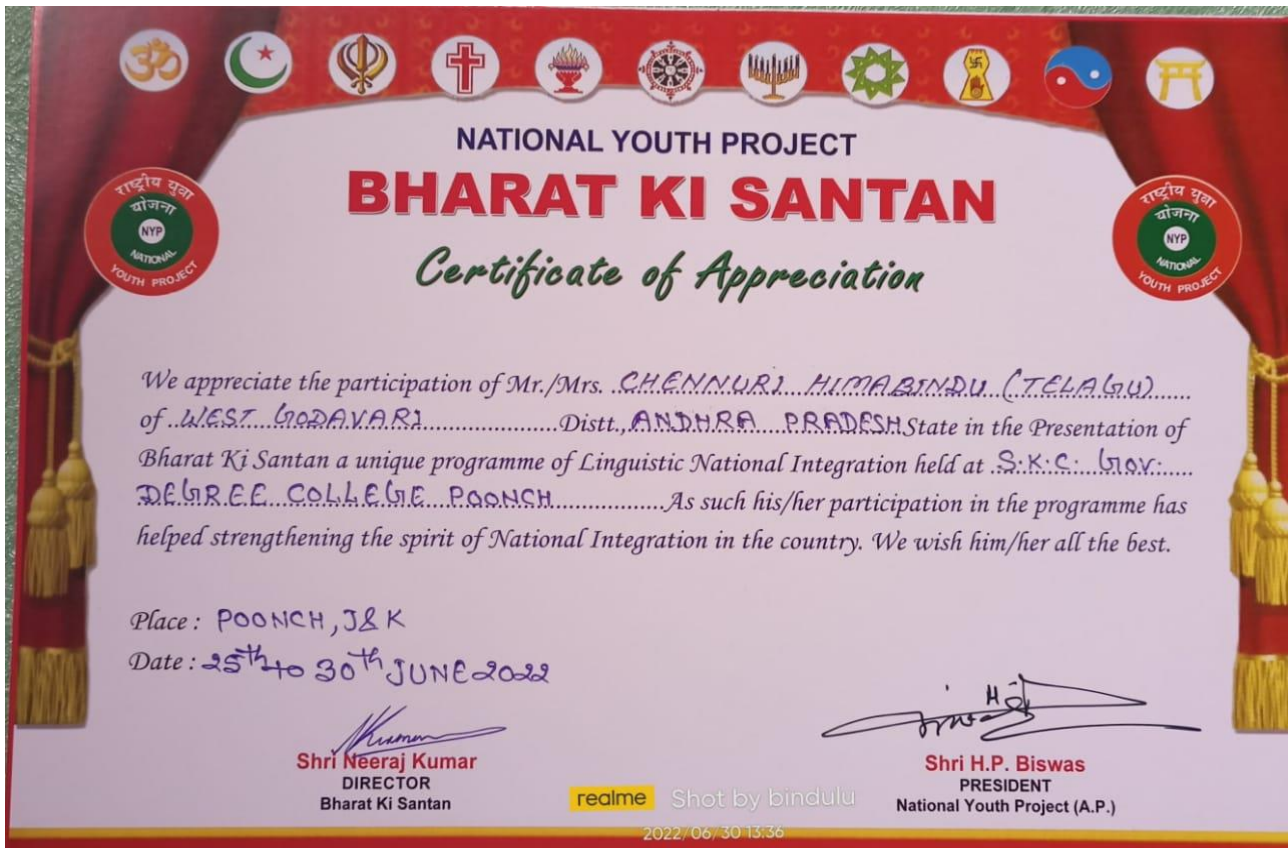 NATIONAL YOUTH PROJECT
BHARAT KI SANTAN
Certificate of Appreciation
राष्ट्रीय युवा
योजना
NYP
NATIONAL
YOUTH PROJECT
राष्ट्रीय युवा
योजना
NYP
NATIONAL
YOUTH PROJECT
We appreciate the participation of Mr./Mrs. CHENNURI HIMABINDU (TELAGU)
of WEST GODAVARI Distt., ANDHRA PRADESH State in the Presentation of
Bharat Ki Santan a unique programme of Linguistic National Integration held at S.K.C. GOV.
DEGREE COLLEGE POONCH As such his/her participation in the programme has
helped strengthening the spirit of National Integration in the country. We wish him/her all the best.
Place : POONCH, J&K
Date : 25th to 30th JUNE 2022
Shri Neeraj Kumar
DIRECTOR
Bharat Ki Santan
Shri H.P. Biswas
PRESIDENT
National Youth Project (A.P.)
realme Shot by bindulu
2022/06/30 13:36